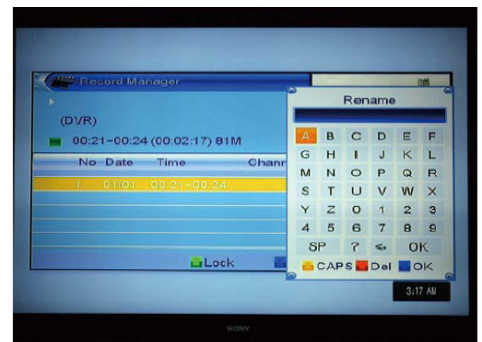 Record Manager
(DVR)
00:21-00:24 (00:02:17) 81M
No Date Time Chann
1 01/01 00:21-00:24
Lock
Rename
A B C D E F
G H I J K L
M N O P Q R
S T U V W X
Y Z 0 1 2 3
4 5 6 7 8 9
SP ? OK
CAPS Del OK
3:17 AM
SONY